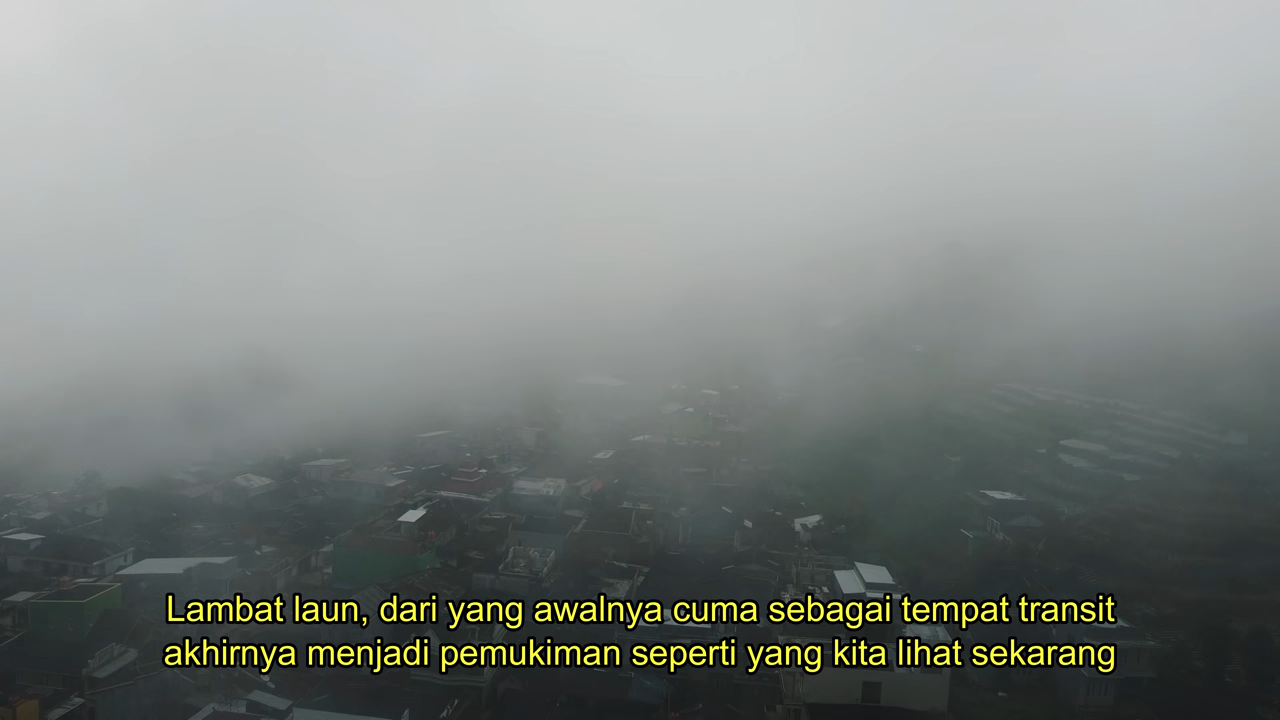 Lambat laun, dari yang awalnya cuma sebagai tempat transit
akhirnya menjadi pemukiman seperti yang kita lihat sekarang